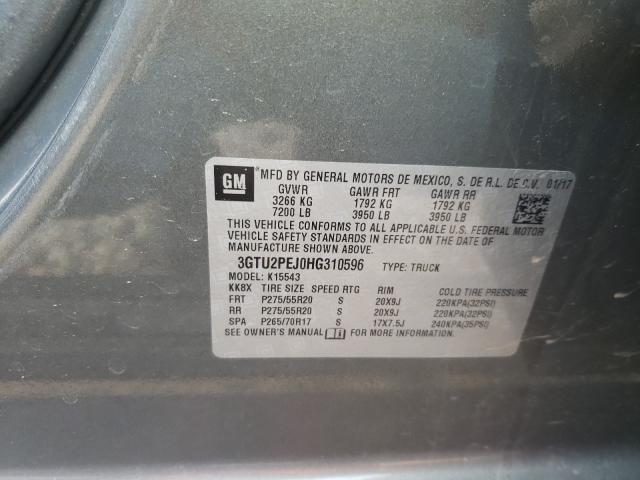 GM
MFD BY GENERAL MOTORS DE MEXICO, S. DE R.L. DE C.V. 01/17
GVWR GAWR FRT GAWR RR
3266 KG 1792 KG 1792 KG
7200 LB 3950 LB 3950 LB
THIS VEHICLE CONFORMS TO ALL APPLICABLE U.S. FEDERAL MOTOR
VEHICLE SAFETY STANDARDS IN EFFECT ON THE DATE OF
MANUFACTURE SHOWN ABOVE.
3GTU2PEJ0HG310596 TYPE: TRUCK
MODEL: K15543
KK8X TIRE SIZE SPEED RTG RIM COLD TIRE PRESSURE
FRT P275/55R20 S 20X9J 220KPA(32PSI)
RR P275/55R20 S 20X9J 220KPA(32PSI)
SPA P265/70R17 S 17X7.5J 240KPA(35PSI)
SEE OWNER'S MANUAL FOR MORE INFORMATION.